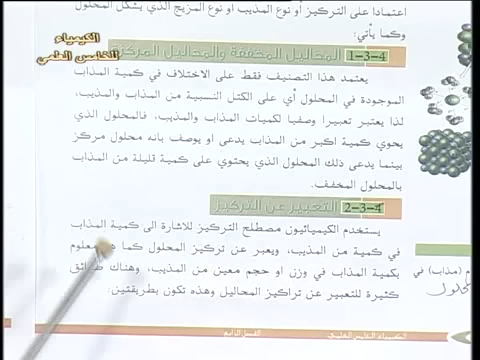 اعتمادا على التركيز أو نوع المذيب او نوع المزيج الذي يشكل المحلول
وكما يأتي:
الكيمياء
الخامس العلمي
1-3-4 المحاليل المخففة والمحاليل المركزة
يعتمد هذا التصنيف فقط على الاختلاف في كمية المذاب
الموجودة في المحلول أي على الكتل النسبية من المذاب والمذيب،
لذا يعتبر تعبيرا وصفيا لكميات المذاب والمذيب. فالمحلول الذي
يحوي كمية اكبر من المذاب يدعى او يوصف بانه محلول مركز
بينما يدعى ذلك المحلول الذي يحتوي على كمية قليلة من المذاب
بالمحلول المخفف.
2-3-4 التعبير عن التركيز
يستخدم الكيميائيون مصطلح التركيز للاشارة الى كمية المذاب
في كمية من المذيب، ويعبر عن تركيز المحلول كما هو معلوم
بكمية المذاب في وزن او حجم معين من المذيب، وهناك طرائق
كثيرة للتعبير عن تراكيز المحاليل وهذه تكون بطريقتين:
م (مذاب) في
محلول
الفصل الرابع